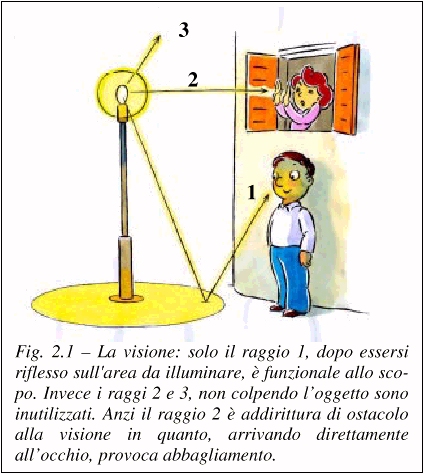 3
2
1
Fig. 2.1 – La visione: solo il raggio 1, dopo essersi
riflesso sull'area da illuminare, è funzionale allo sco-
po. Invece i raggi 2 e 3, non colpendo l'oggetto sono
inutilizzati. Anzi il raggio 2 è addirittura di ostacolo
alla visione in quanto, arrivando direttamente
all'occhio, provoca abbagliamento.